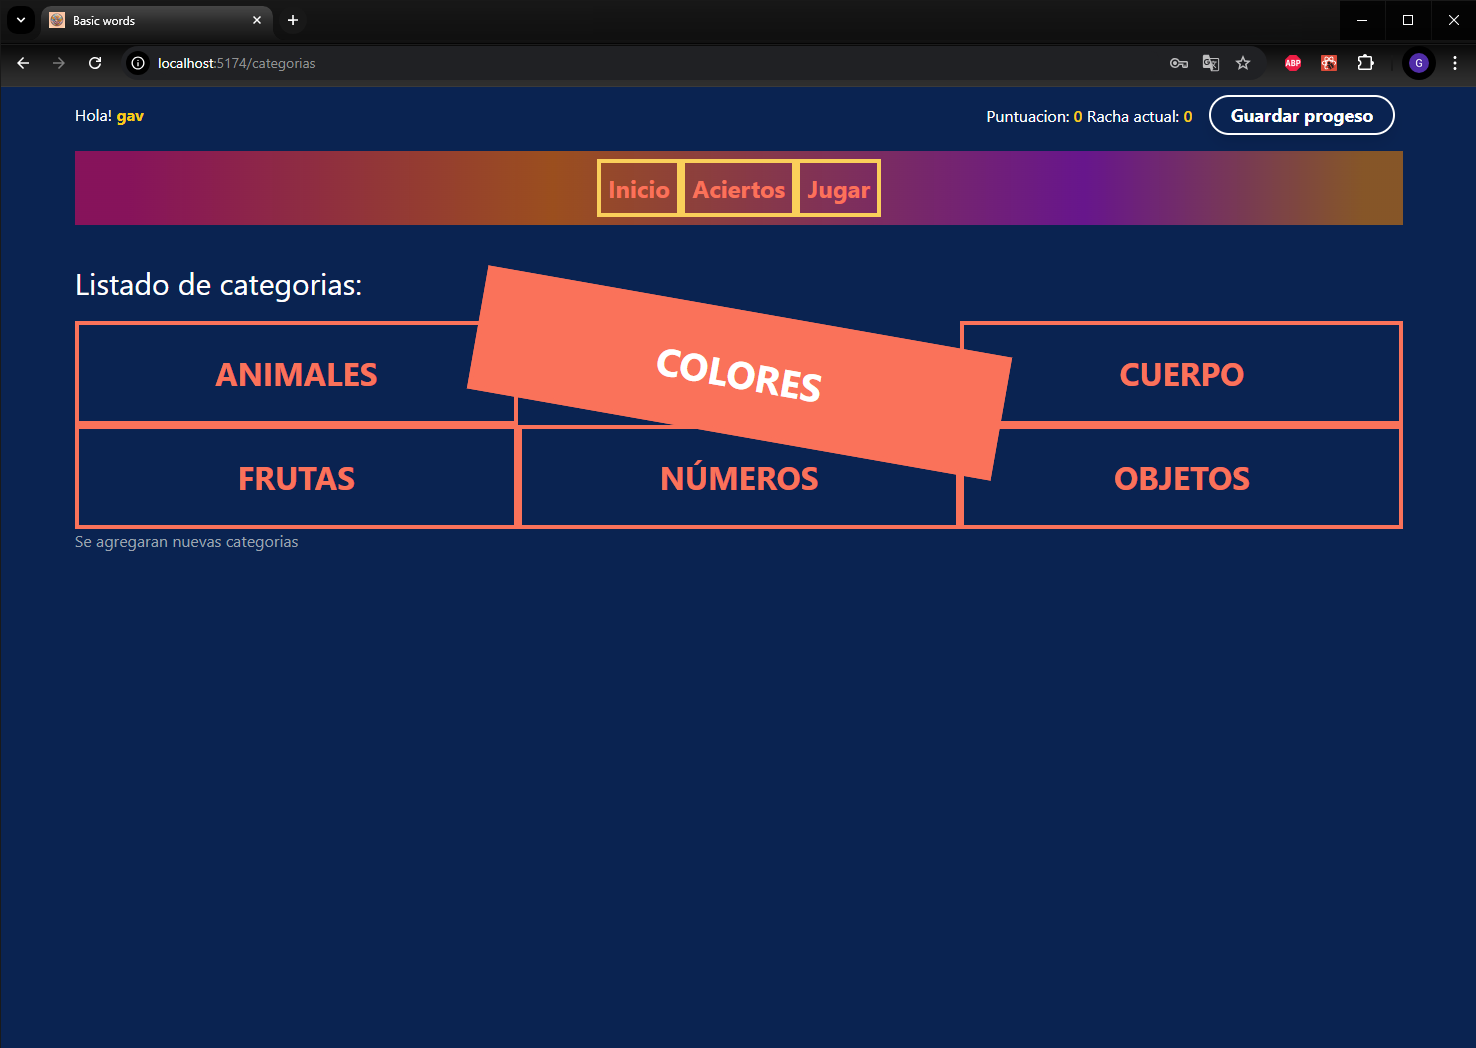 Basic words
localhost:5174/categorias
ABP
G
Hola! gav
Puntuacion: 0 Racha actual: 0
Guardar progeso
Inicio Aciertos Jugar
Listado de categorias:
ANIMALES
COLORES
CUERPO
FRUTAS
NÚMEROS
OBJETOS
Se agregaran nuevas categorias